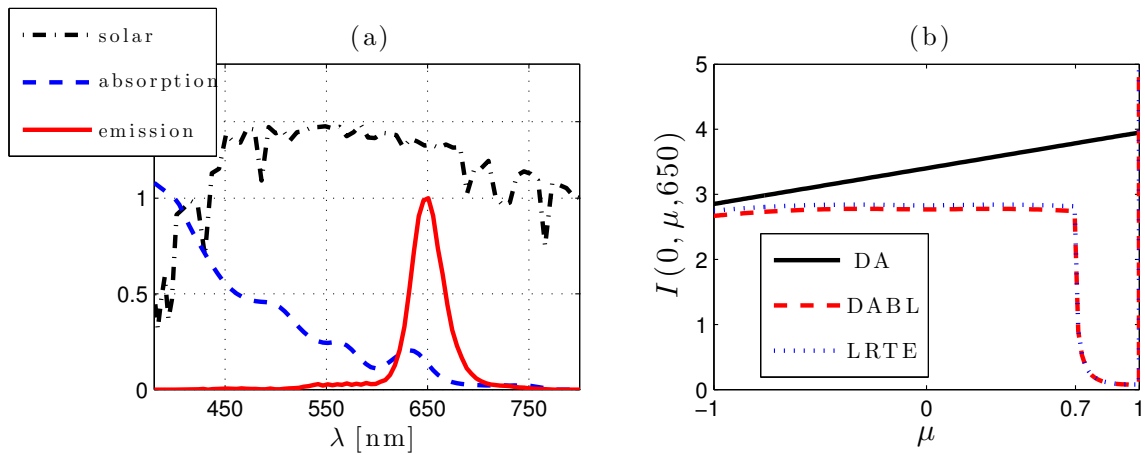 solar
absorption
emission
(a)
1
0.5
0
450
550
650
750
λ [nm]
(b)
5
4
3
2
1
0
I(0, μ,650)
DA
DABL
LRTE
−1
0
0.7
1
μ